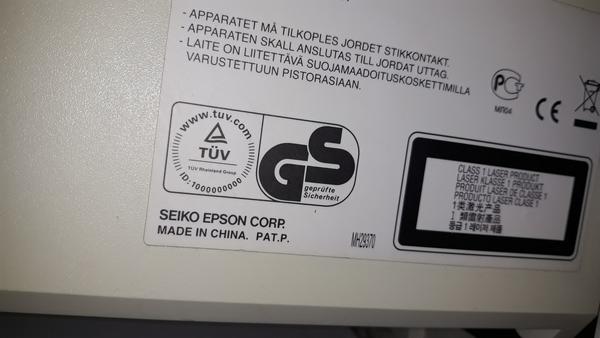 - APPARATET MÅ TILKOPLES JORDET STIKKONTAKT.
- APPARATEN SKALL ANSLUTAS TILL JORDAT UTTAG.
- LAITE ON LIITETTÄVÄ SUOJAMAADOITUSKOSKETTIMILLA
VARUSTETTUUN PISTORASIAAN.
МП04
CE
www.tuv.com
TÜV
TÜV Rheinland Group
ID: 1000000000
GS
geprüfte
Sicherheit
SEIKO EPSON CORP.
MADE IN CHINA. PAT.P.
MH29370
CLASS 1 LASER PRODUCT
LASER KLASSE 1 PRODUKT
PRODUIT LASER DE CLASSE 1
PRODUCTO LASER CLASE 1
1类激光产品
1 類雷射產品
등급 1 레이저 제품